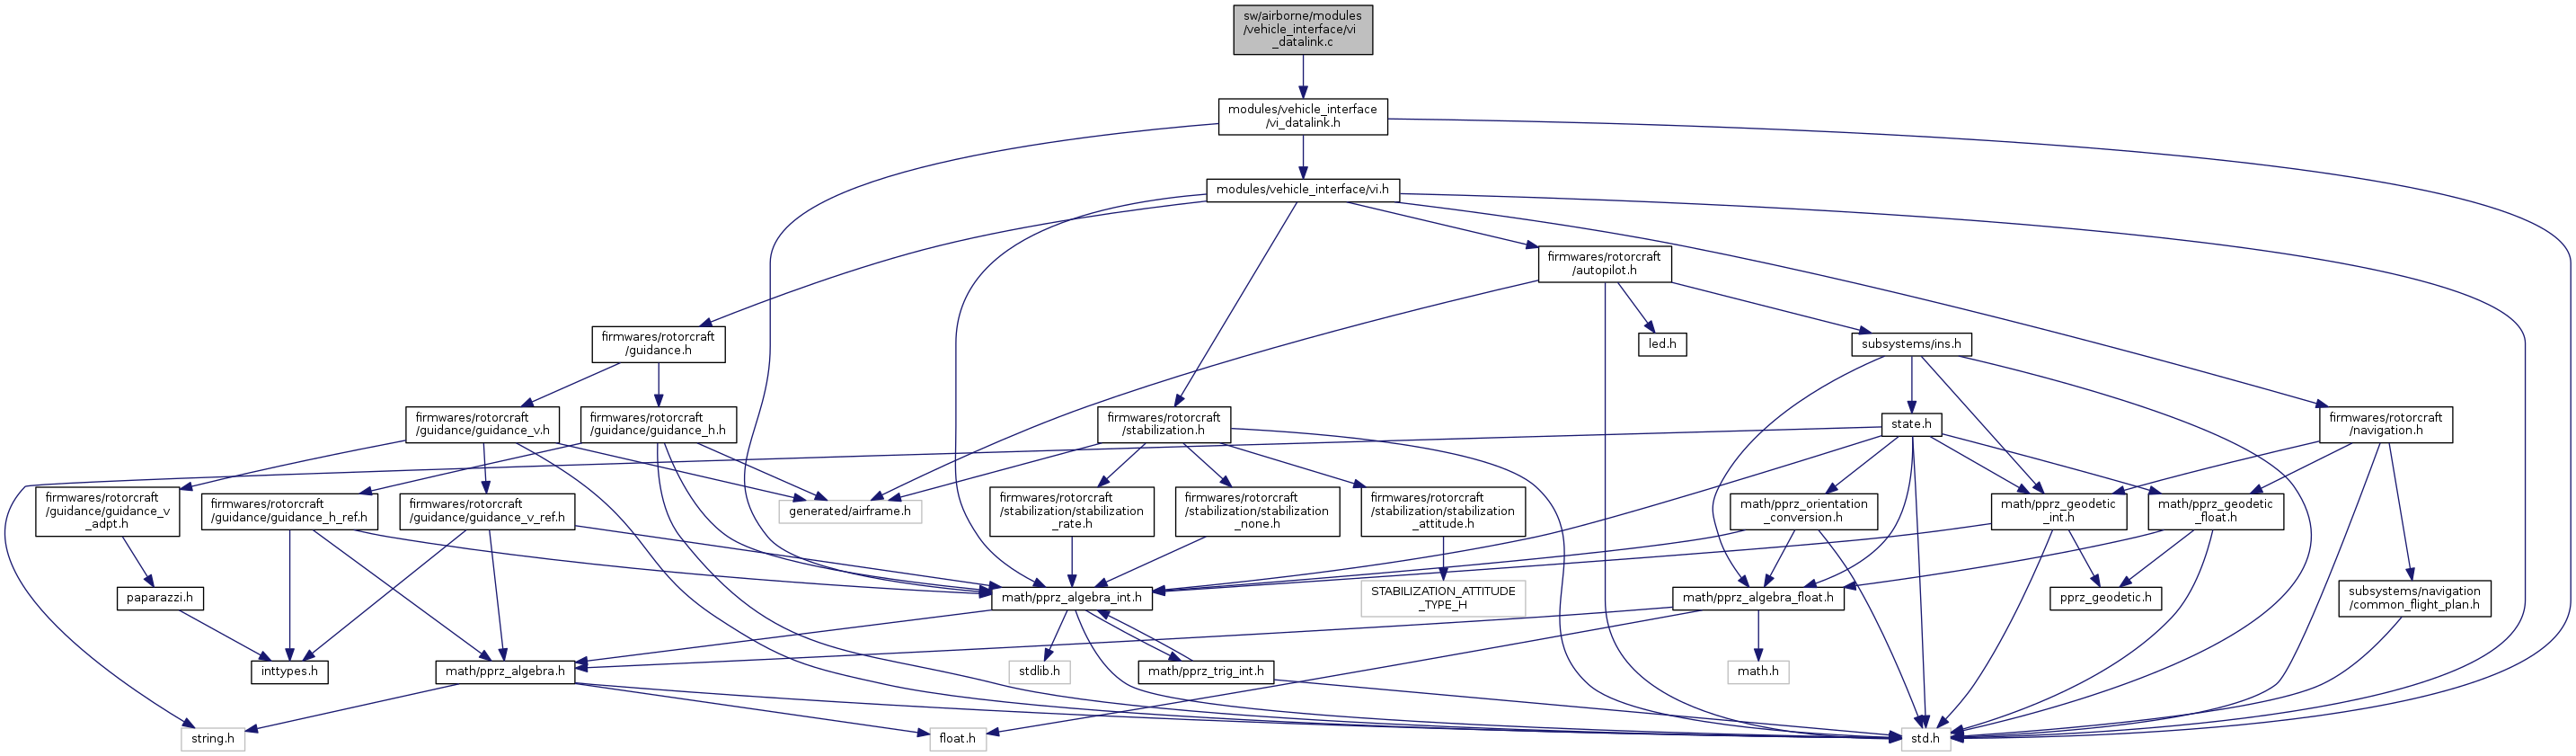 sw/airborne/modules
/vehicle_interface/vi
_datalink.c
modules/vehicle_interface
/vi_datalink.h
modules/vehicle_interface/vi.h
firmwares/rotorcraft
/autopilot.h
firmwares/rotorcraft
/guidance.h
led.h
subsystems/ins.h
firmwares/rotorcraft
/guidance/guidance_v.h
firmwares/rotorcraft
/guidance/guidance_h.h
firmwares/rotorcraft
/stabilization.h
state.h
firmwares/rotorcraft
/navigation.h
firmwares/rotorcraft
/guidance/guidance_v
_adpt.h
firmwares/rotorcraft
/guidance/guidance_h_ref.h
firmwares/rotorcraft
/guidance/guidance_v_ref.h
generated/airframe.h
firmwares/rotorcraft
/stabilization/stabilization
_rate.h
firmwares/rotorcraft
/stabilization/stabilization
_none.h
firmwares/rotorcraft
/stabilization/stabilization
_attitude.h
math/pprz_orientation
_conversion.h
math/pprz_geodetic
_int.h
math/pprz_geodetic
_float.h
paparazzi.h
math/pprz_algebra_int.h
STABILIZATION_ATTITUDE
_TYPE_H
math/pprz_algebra_float.h
pprz_geodetic.h
subsystems/navigation
/common_flight_plan.h
inttypes.h
math/pprz_algebra.h
stdlib.h
math/pprz_trig_int.h
math.h
string.h
float.h
std.h